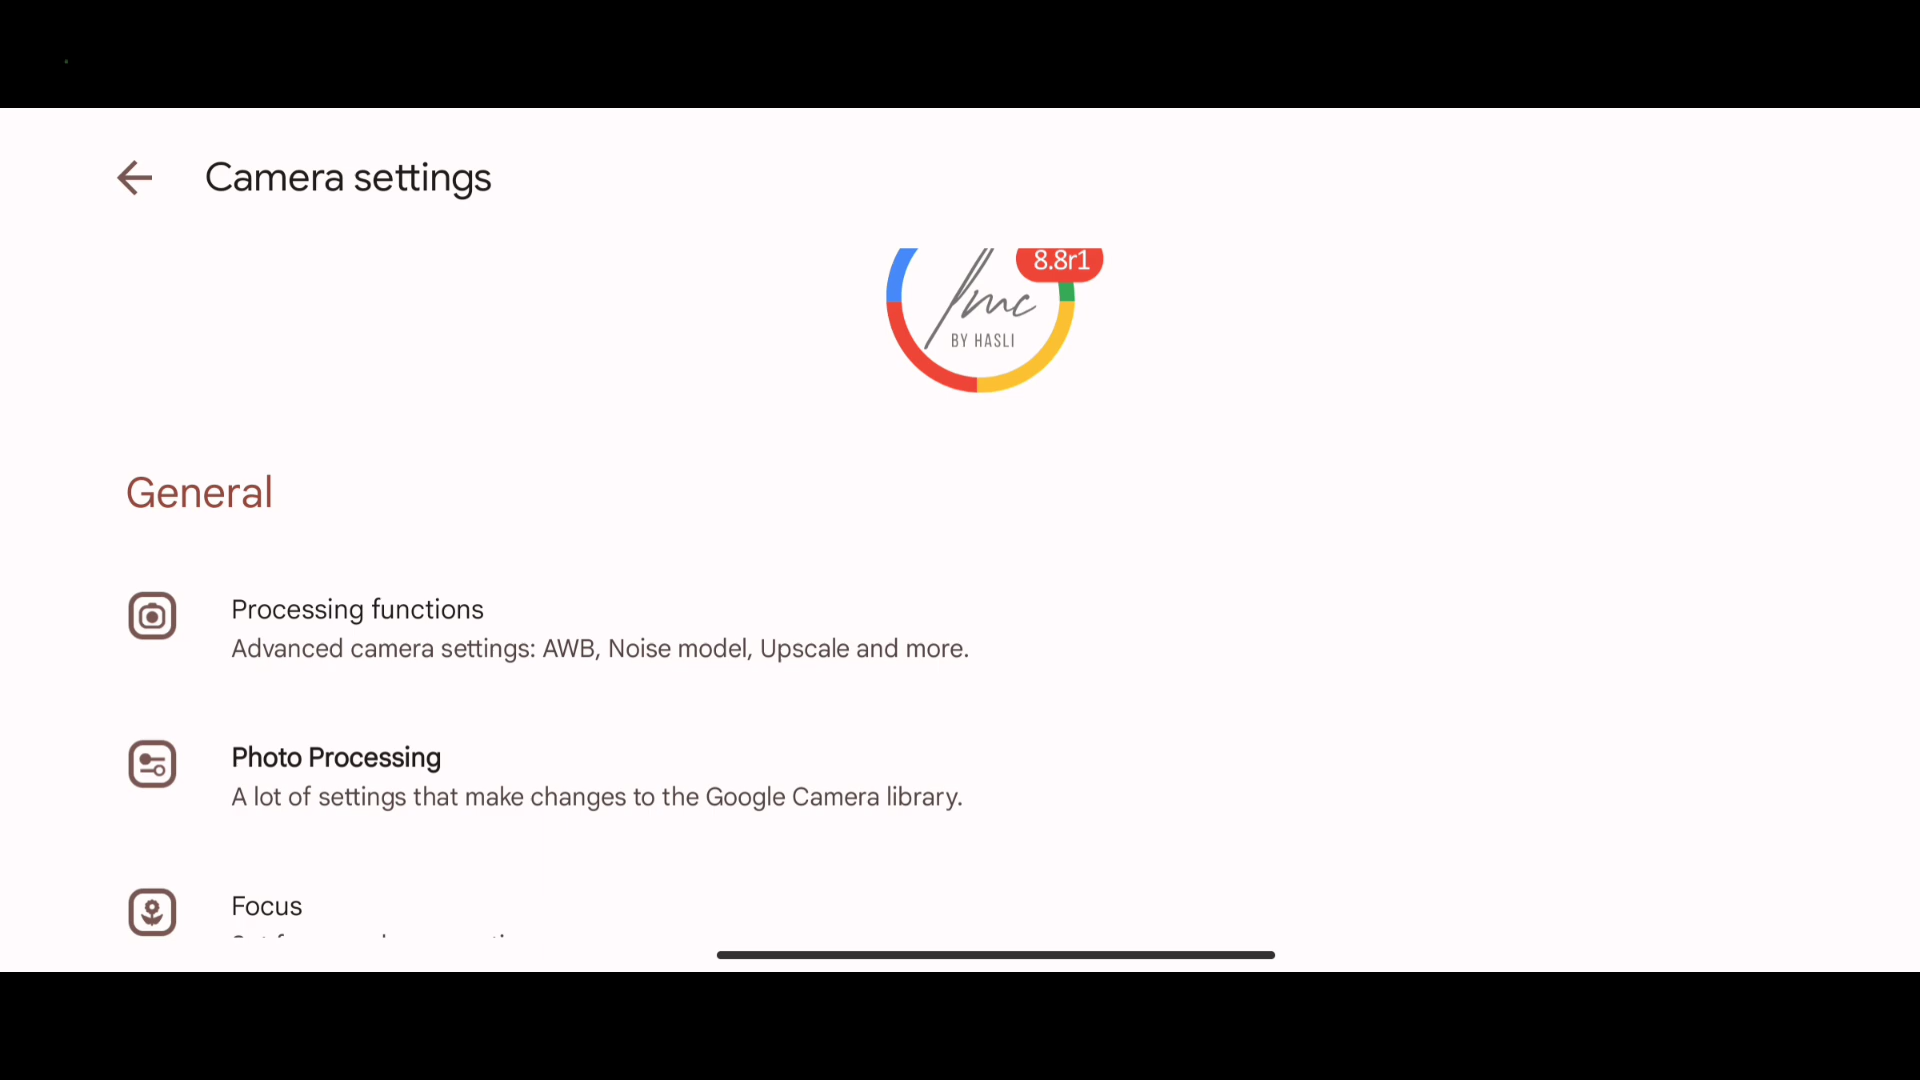 Camera settings
8.8r1
lmc
BY HASLI
General
Processing functions
Advanced camera settings: AWB, Noise model, Upscale and more.
Photo Processing
A lot of settings that make changes to the Google Camera library.
Focus